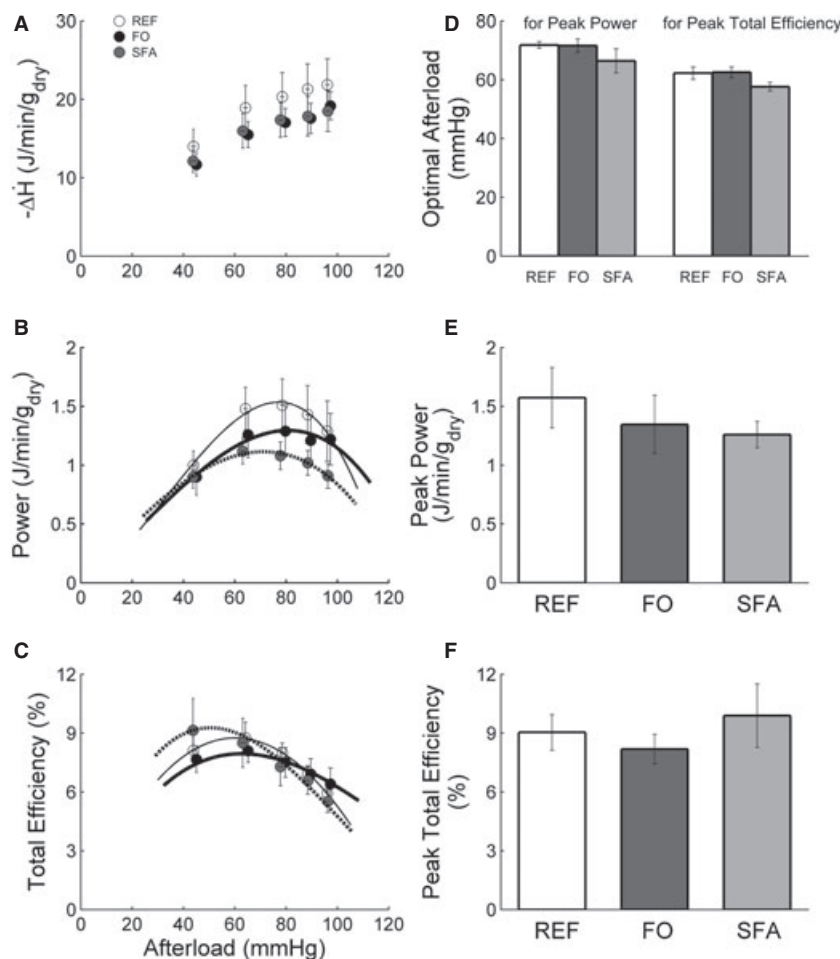 A
30
20
10
0
-ΔḢ (J/min/g_dry)
REF
FO
SFA
0 20 40 60 80 100 120
B
2
1.5
1
0.5
0
Power (J/min/g_dry)
0 20 40 60 80 100 120
C
12
9
6
3
0
Total Efficiency (%)
0 20 40 60 80 100 120
Afterload (mmHg)
D
for Peak Power
for Peak Total Efficiency
80
60
40
20
0
Optimal Afterload
(mmHg)
REF FO SFA REF FO SFA
E
2
1.5
1
0.5
0
Peak Power
(J/min/g_dry)
REF FO SFA
F
12
9
6
3
0
Peak Total Efficiency
(%)
REF FO SFA